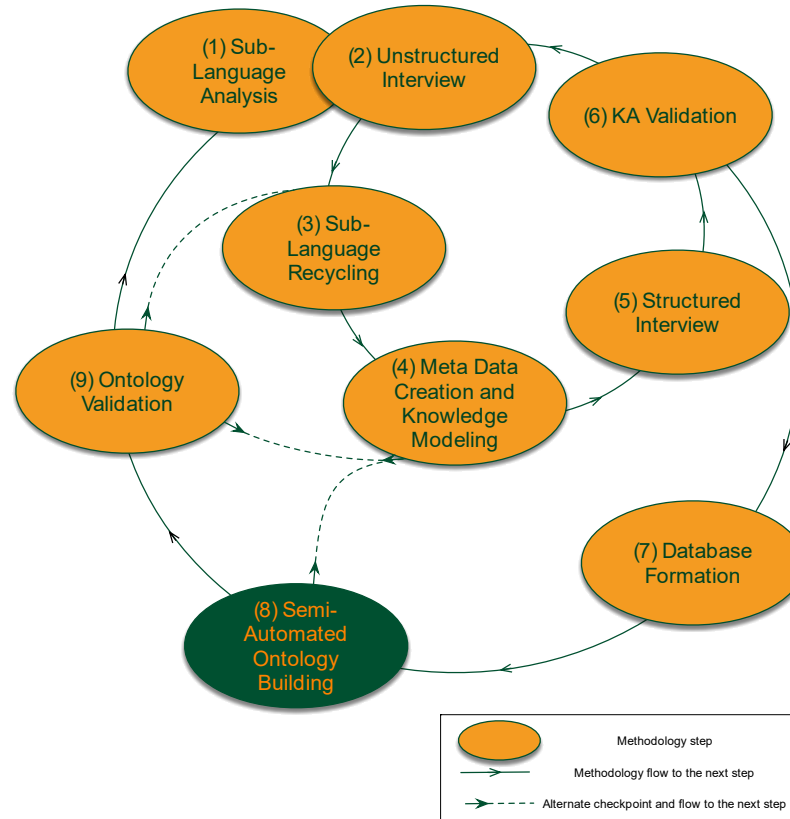 (1) Sub-
Language
Analysis
(2) Unstructured
Interview
(6) KA Validation
(3) Sub-
Language
Recycling
(5) Structured
Interview
(9) Ontology
Validation
(4) Meta Data
Creation and
Knowledge
Modeling
(7) Database
Formation
(8) Semi-
Automated
Ontology
Building
Methodology step
Methodology flow to the next step
Alternate checkpoint and flow to the next step